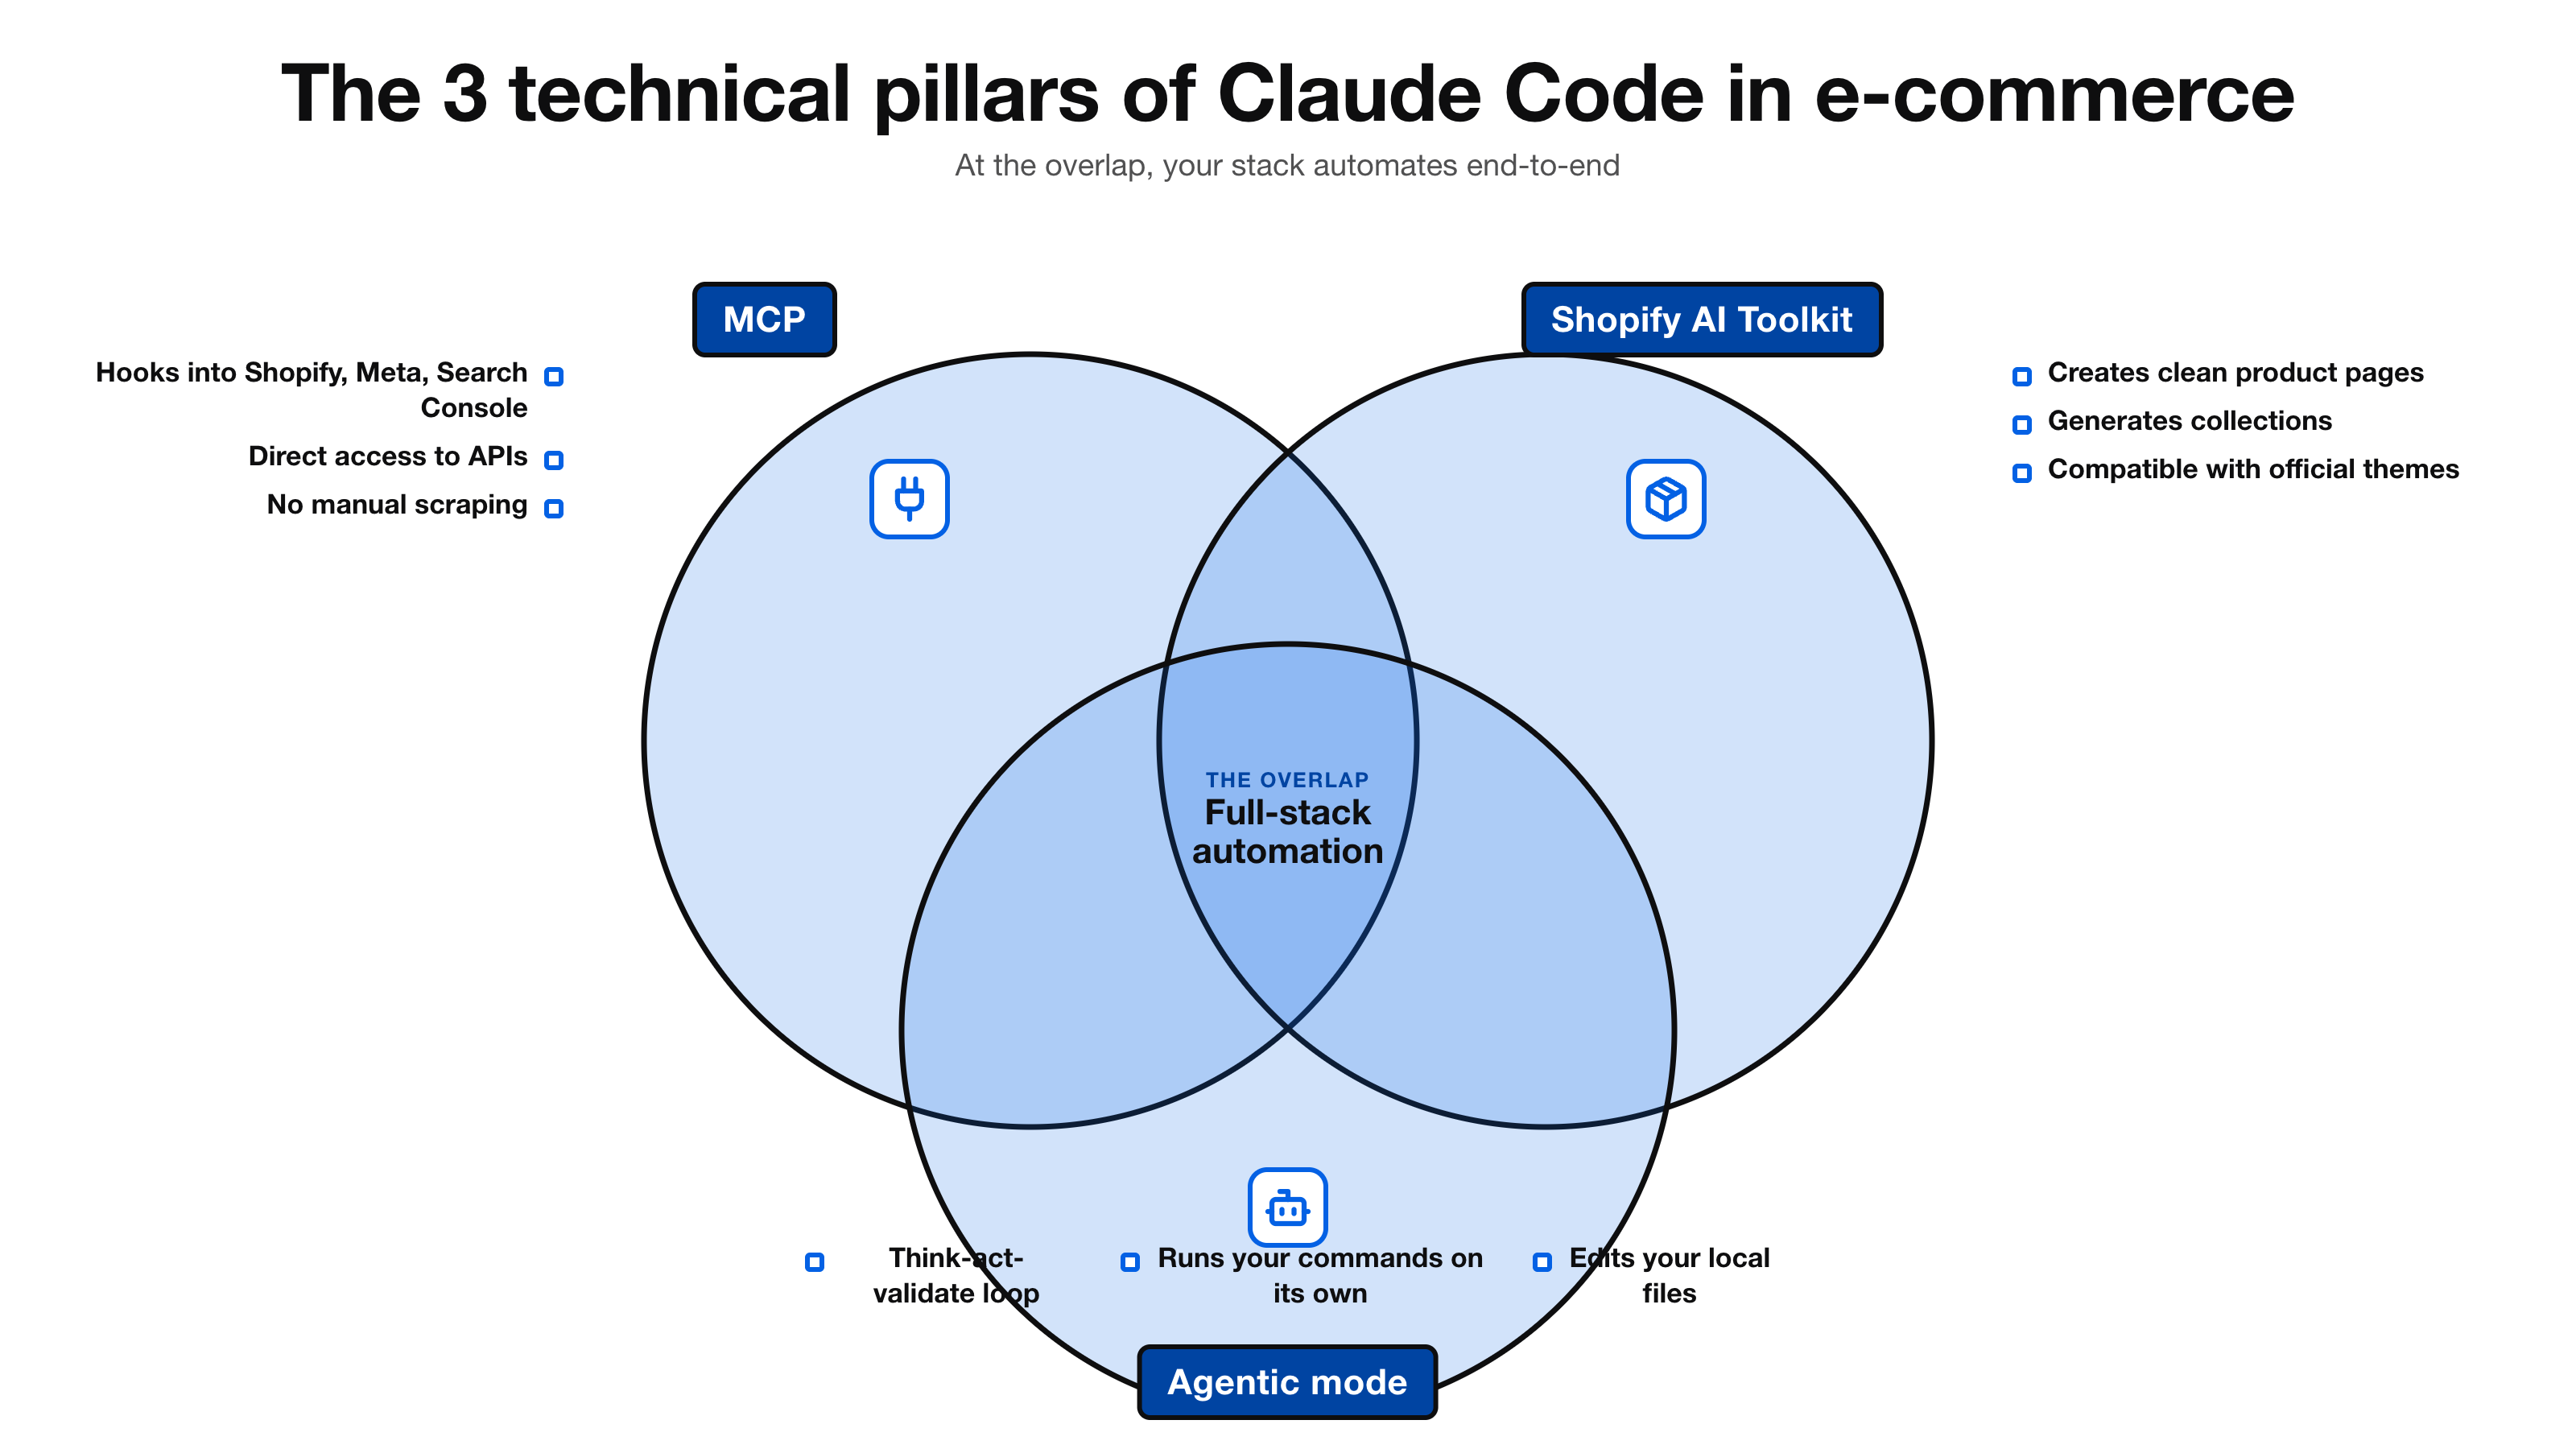 The 3 technical pillars of Claude Code in e-commerce
At the overlap, your stack automates end-to-end
MCP
Hooks into Shopify, Meta, Search
Console
Direct access to APIs
No manual scraping
Shopify AI Toolkit
Creates clean product pages
Generates collections
Compatible with official themes
THE OVERLAP
Full-stack
automation
Think-act-
validate loop
Runs your commands on
its own
Edits your local
files
Agentic mode